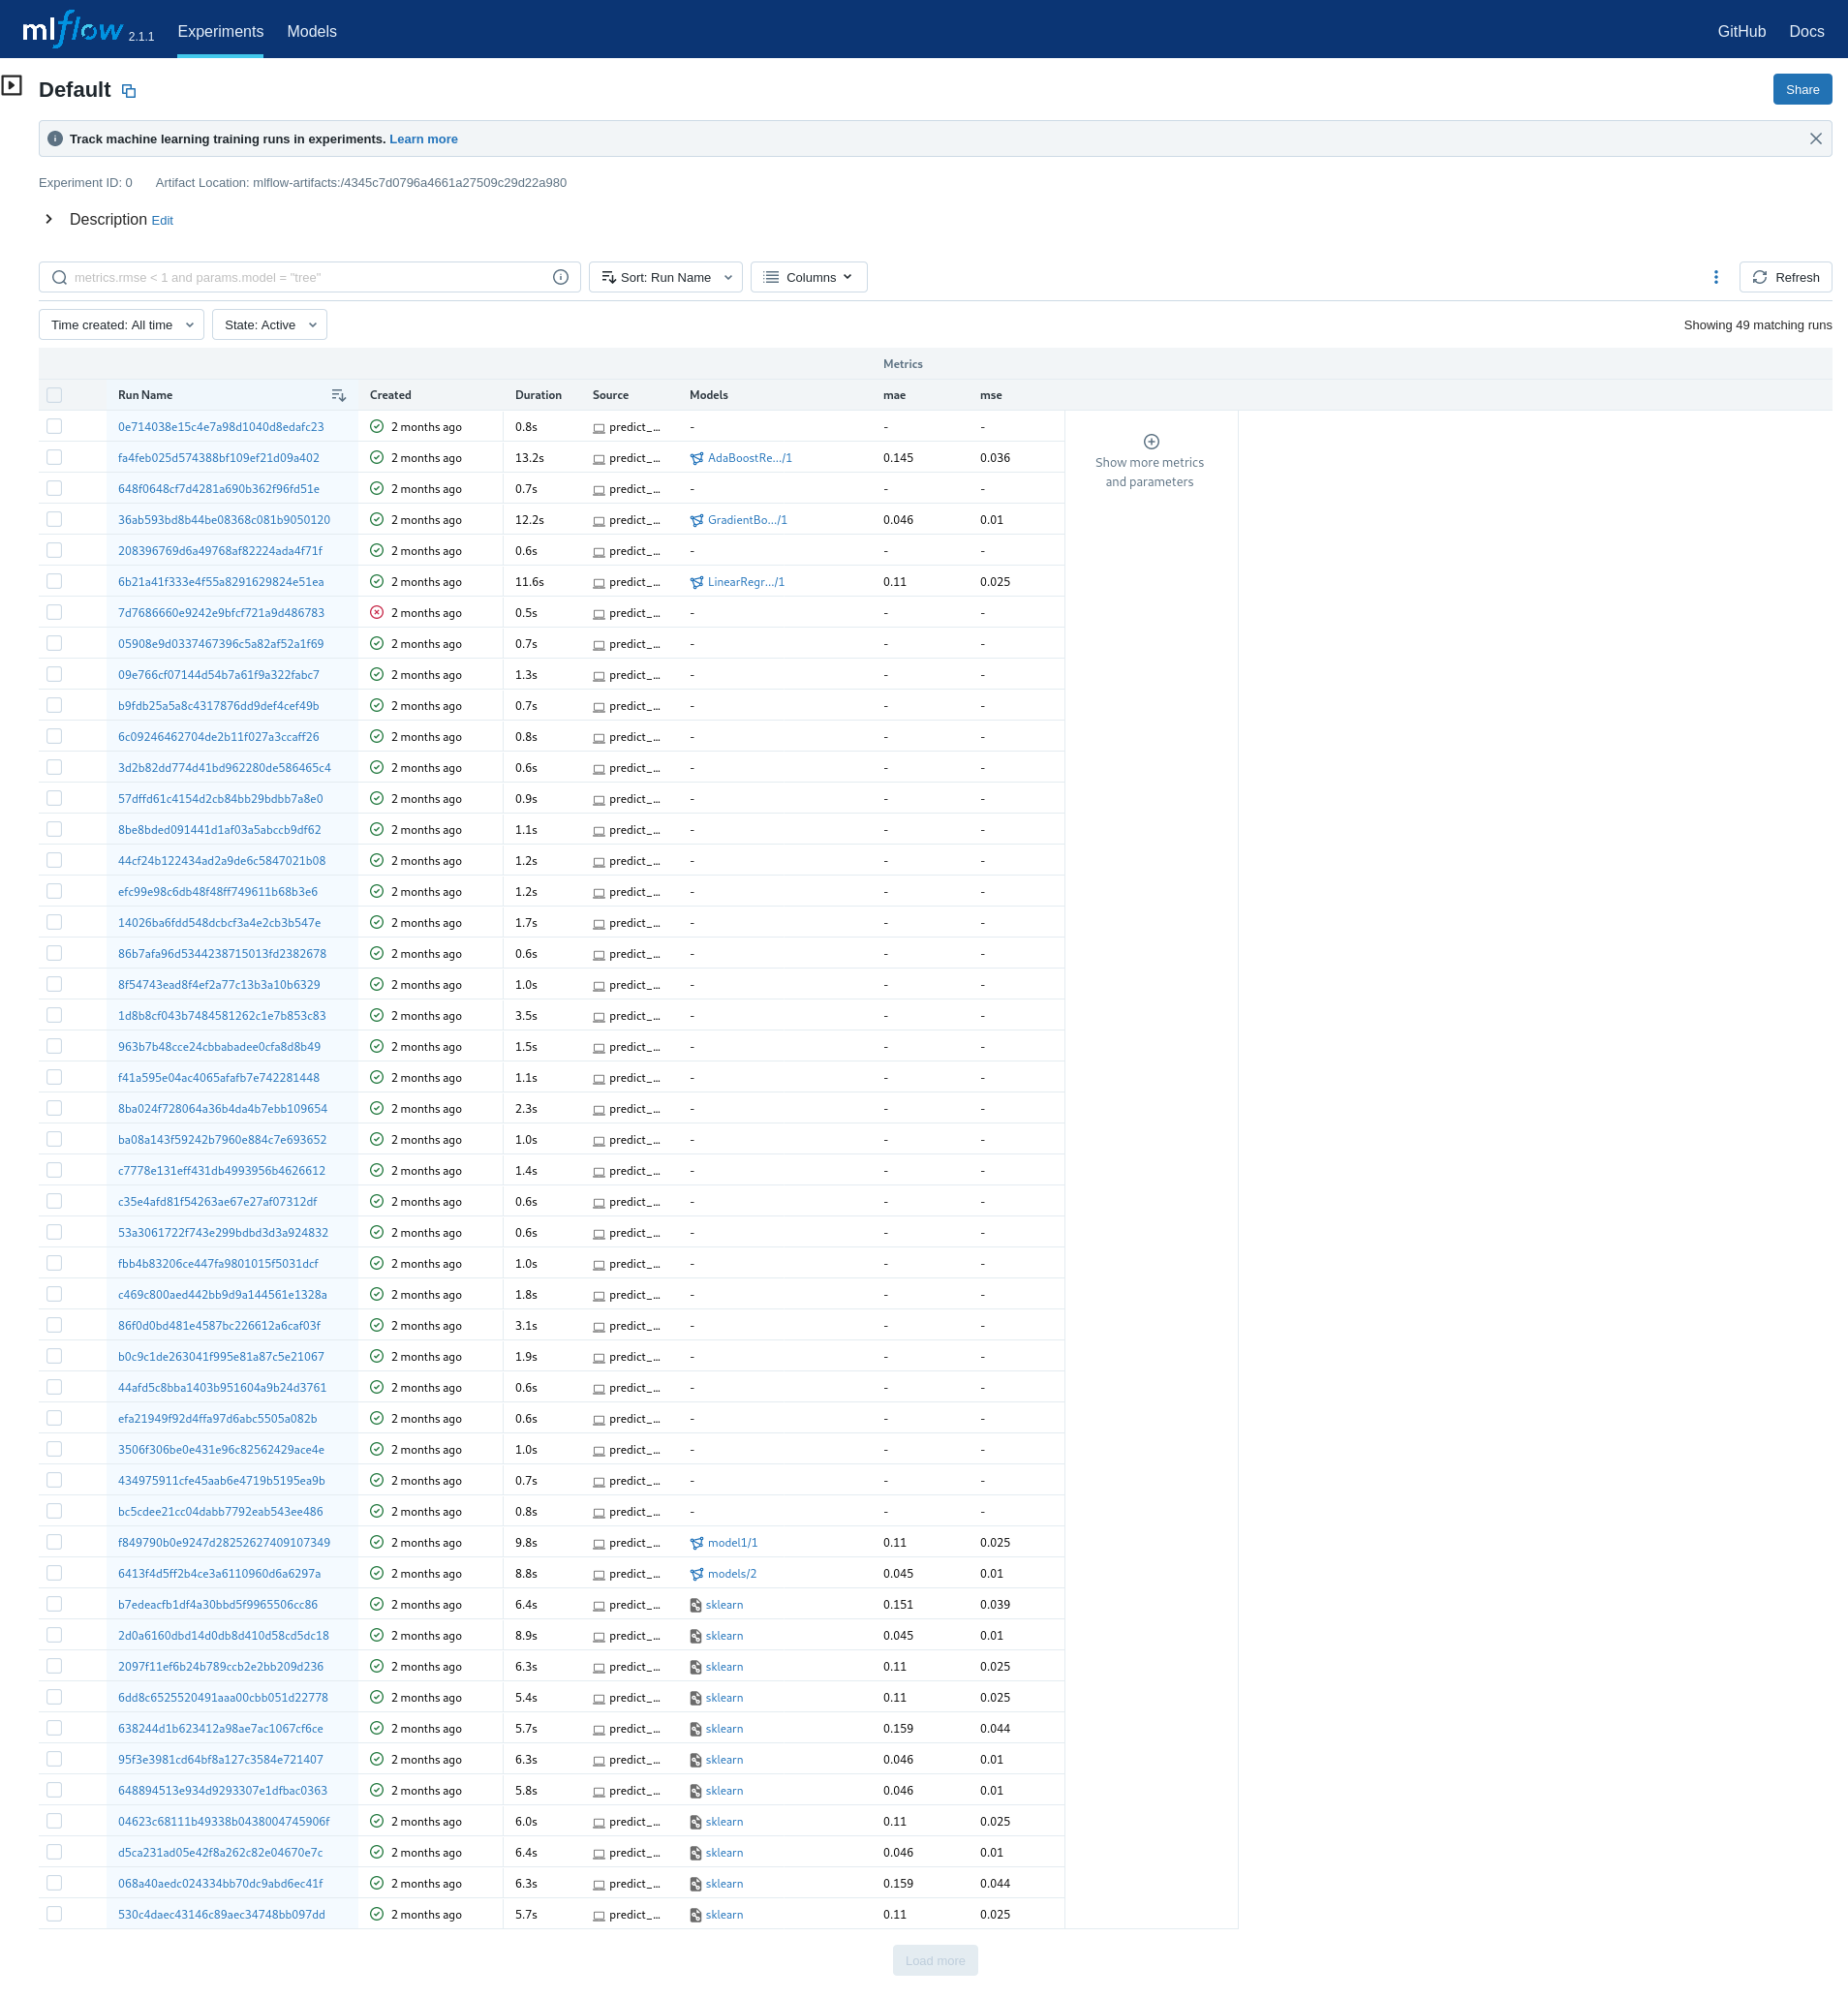 mlflow 2.1.1 Experiments Models GitHub Docs
Default Share
Track machine learning training runs in experiments. Learn more
Experiment ID: 0 Artifact Location: mlflow-artifacts:/4345c7d0796a4661a27509c29d22a980
Description Edit
metrics.rmse < 1 and params.model = "tree" Sort: Run Name Columns Refresh
Time created: All time State: Active Showing 49 matching runs
Metrics
Run Name Created Duration Source Models mae mse
0e714038e15c4e7a98d1040d8edafc23 2 months ago 0.8s predict_... - - -
fa4feb025d574388bf109ef21d09a402 2 months ago 13.2s predict_... AdaBoostRe.../1 0.145 0.036
Show more metrics
and parameters
648f0648cf7d4281a690b362f96fd51e 2 months ago 0.7s predict_... - - -
36ab593bd8b44be08368c081b9050120 2 months ago 12.2s predict_... GradientBo.../1 0.046 0.01
208396769d6a49768af82224ada4f71f 2 months ago 0.6s predict_... - - -
6b21a41f333e4f55a8291629824e51ea 2 months ago 11.6s predict_... LinearRegr.../1 0.11 0.025
7d7686660e9242e9bfcf721a9d486783 2 months ago 0.5s predict_... - - -
05908e9d0337467396c5a82af52a1f69 2 months ago 0.7s predict_... - - -
09e766cf07144d54b7a61f9a322fabc7 2 months ago 1.3s predict_... - - -
b9fdb25a5a8c4317876dd9def4cef49b 2 months ago 0.7s predict_... - - -
6c09246462704de2b11f027a3ccaff26 2 months ago 0.8s predict_... - - -
3d2b82dd774d41bd962280de586465c4 2 months ago 0.6s predict_... - - -
57dffd61c4154d2cb84bb29bdbb7a8e0 2 months ago 0.9s predict_... - - -
8be8bded091441d1af03a5abccb9df62 2 months ago 1.1s predict_... - - -
44cf24b122434ad2a9de6c5847021b08 2 months ago 1.2s predict_... - - -
efc99e98c6db48f48ff749611b68b3e6 2 months ago 1.2s predict_... - - -
14026ba6fdd548dcbcf3a4e2cb3b547e 2 months ago 1.7s predict_... - - -
86b7afa96d5344238715013fd2382678 2 months ago 0.6s predict_... - - -
8f54743ead8f4ef2a77c13b3a10b6329 2 months ago 1.0s predict_... - - -
1d8b8cf043b7484581262c1e7b853c83 2 months ago 3.5s predict_... - - -
963b7b48cce24cbbabadee0cfa8d8b49 2 months ago 1.5s predict_... - - -
f41a595e04ac4065afafb7e742281448 2 months ago 1.1s predict_... - - -
8ba024f728064a36b4da4b7ebb109654 2 months ago 2.3s predict_... - - -
ba08a143f59242b7960e884c7e693652 2 months ago 1.0s predict_... - - -
c7778e131eff431db4993956b4626612 2 months ago 1.4s predict_... - - -
c35e4afd81f54263ae67e27af07312df 2 months ago 0.6s predict_... - - -
53a3061722f743e299bdbd3d3a924832 2 months ago 0.6s predict_... - - -
fbb4b83206ce447fa9801015f5031dcf 2 months ago 1.0s predict_... - - -
c469c800aed442bb9d9a144561e1328a 2 months ago 1.8s predict_... - - -
86f0d0bd481e4587bc226612a6caf03f 2 months ago 3.1s predict_... - - -
b0c9c1de263041f995e81a87c5e21067 2 months ago 1.9s predict_... - - -
44afd5c8bba1403b951604a9b24d3761 2 months ago 0.6s predict_... - - -
efa21949f92d4ffa97d6abc5505a082b 2 months ago 0.6s predict_... - - -
3506f306be0e431e96c82562429ace4e 2 months ago 1.0s predict_... - - -
434975911cfe45aab6e4719b5195ea9b 2 months ago 0.7s predict_... - - -
bc5cdee21cc04dabb7792eab543ee486 2 months ago 0.8s predict_... - - -
f849790b0e9247d28252627409107349 2 months ago 9.8s predict_... model1/1 0.11 0.025
6413f4d5ff2b4ce3a6110960d6a6297a 2 months ago 8.8s predict_... models/2 0.045 0.01
b7edeacfb1df4a30bbd5f9965506cc86 2 months ago 6.4s predict_... sklearn 0.151 0.039
2d0a6160dbd14d0db8d410d58cd5dc18 2 months ago 8.9s predict_... sklearn 0.045 0.01
2097f11ef6b24b789ccb2e2bb209d236 2 months ago 6.3s predict_... sklearn 0.11 0.025
6dd8c6525520491aaa00cbb051d22778 2 months ago 5.4s predict_... sklearn 0.11 0.025
638244d1b623412a98ae7ac1067cf6ce 2 months ago 5.7s predict_... sklearn 0.159 0.044
95f3e3981cd64bf8a127c3584e721407 2 months ago 6.3s predict_... sklearn 0.046 0.01
648894513e934d9293307e1dfbac0363 2 months ago 5.8s predict_... sklearn 0.046 0.01
04623c68111b49338b0438004745906f 2 months ago 6.0s predict_... sklearn 0.11 0.025
d5ca231ad05e42f8a262c82e04670e7c 2 months ago 6.4s predict_... sklearn 0.046 0.01
068a40aedc024334bb70dc9abd6ec41f 2 months ago 6.3s predict_... sklearn 0.159 0.044
530c4daec43146c89aec34748bb097dd 2 months ago 5.7s predict_... sklearn 0.11 0.025
Load more